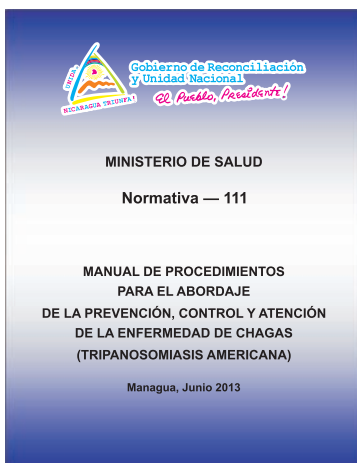 UNIDA,
NICARAGUA TRIUNFA!
Gobierno de Reconciliación
y Unidad Nacional
El Pueblo, Presidente!
MINISTERIO DE SALUD
Normativa — 111
MANUAL DE PROCEDIMIENTOS
PARA EL ABORDAJE
DE LA PREVENCIÓN, CONTROL Y ATENCIÓN
DE LA ENFERMEDAD DE CHAGAS
(TRIPANOSOMIASIS AMERICANA)
Managua, Junio 2013